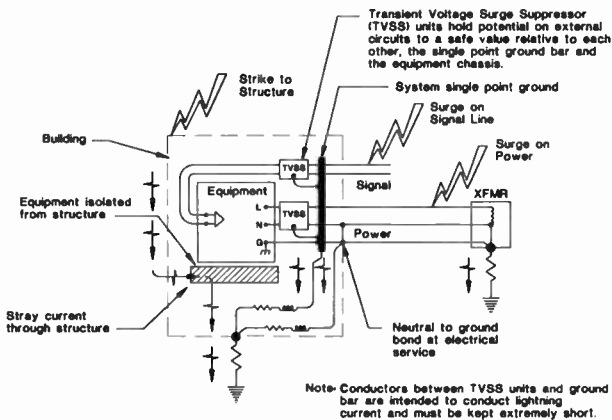 Transient Voltage Surge Suppressor
(TVSS) units hold potential on external
circuits to a safe value relative to each
other, the single point ground bar and
the equipment chassis.
Strike to
Structure
System single point ground
Surge on
Signal Line
Building
Surge on
Power
TVSS
Signal
XFMR
Equipment
Equipment isolated
from structure
L
TVSS
N
Power
G
Stray current
through structure
Neutral to
ground
bond at electrical
service
Note: Conductors between TVSS units and ground
bar are intended to conduct lightning
current and must be kept extremely short.